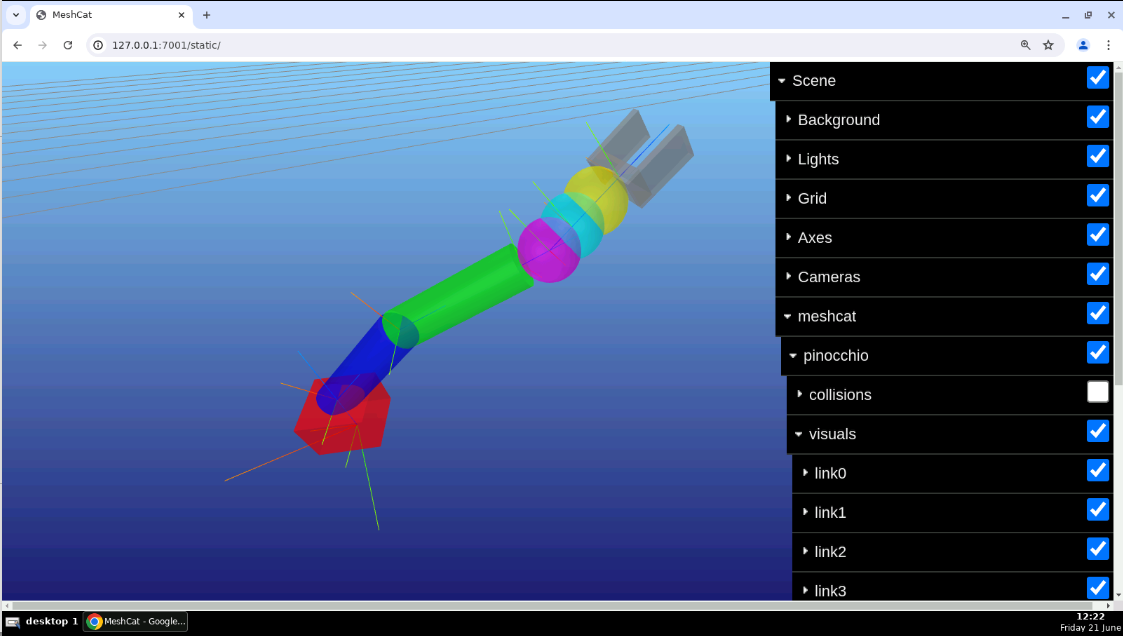 MeshCat
127.0.0.1:7001/static/
Scene
Background
Lights
Grid
Axes
Cameras
meshcat
pinocchio
collisions
visuals
link0
link1
link2
link3
desktop 1
MeshCat - Google...
12:22
Friday 21 June